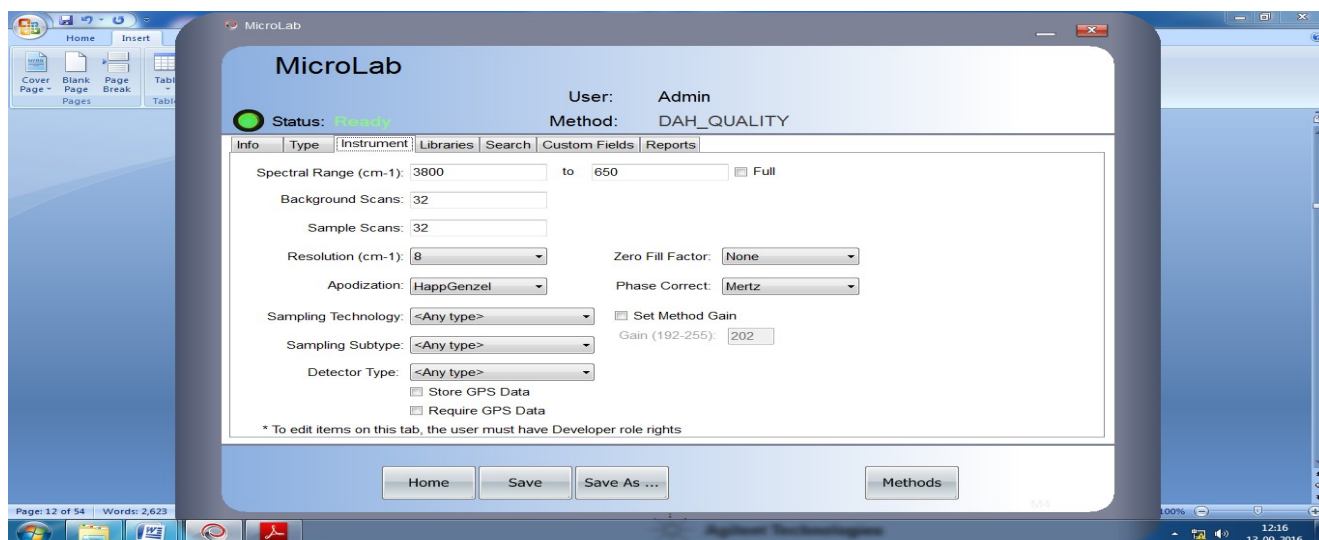 MicroLab
Home Insert
Cover Page Blank Page Page Break
Pages
MicroLab
User: Admin
Status: Ready Method: DAH_QUALITY
Info Type Instrument Libraries Search Custom Fields Reports
Spectral Range (cm-1): 3800 to 650 Full
Background Scans: 32
Sample Scans: 32
Resolution (cm-1): 8 Zero Fill Factor: None
Apodization: HappGenzel Phase Correct: Mertz
Sampling Technology: <Any type> Set Method Gain
Gain (192-255): 202
Sampling Subtype: <Any type>
Detector Type: <Any type>
Store GPS Data
Require GPS Data
* To edit items on this tab, the user must have Developer role rights
Home Save Save As ... Methods
Page: 12 of 54 Words: 2,623 100%
Agilent Technologies
12:16
13-09-2016